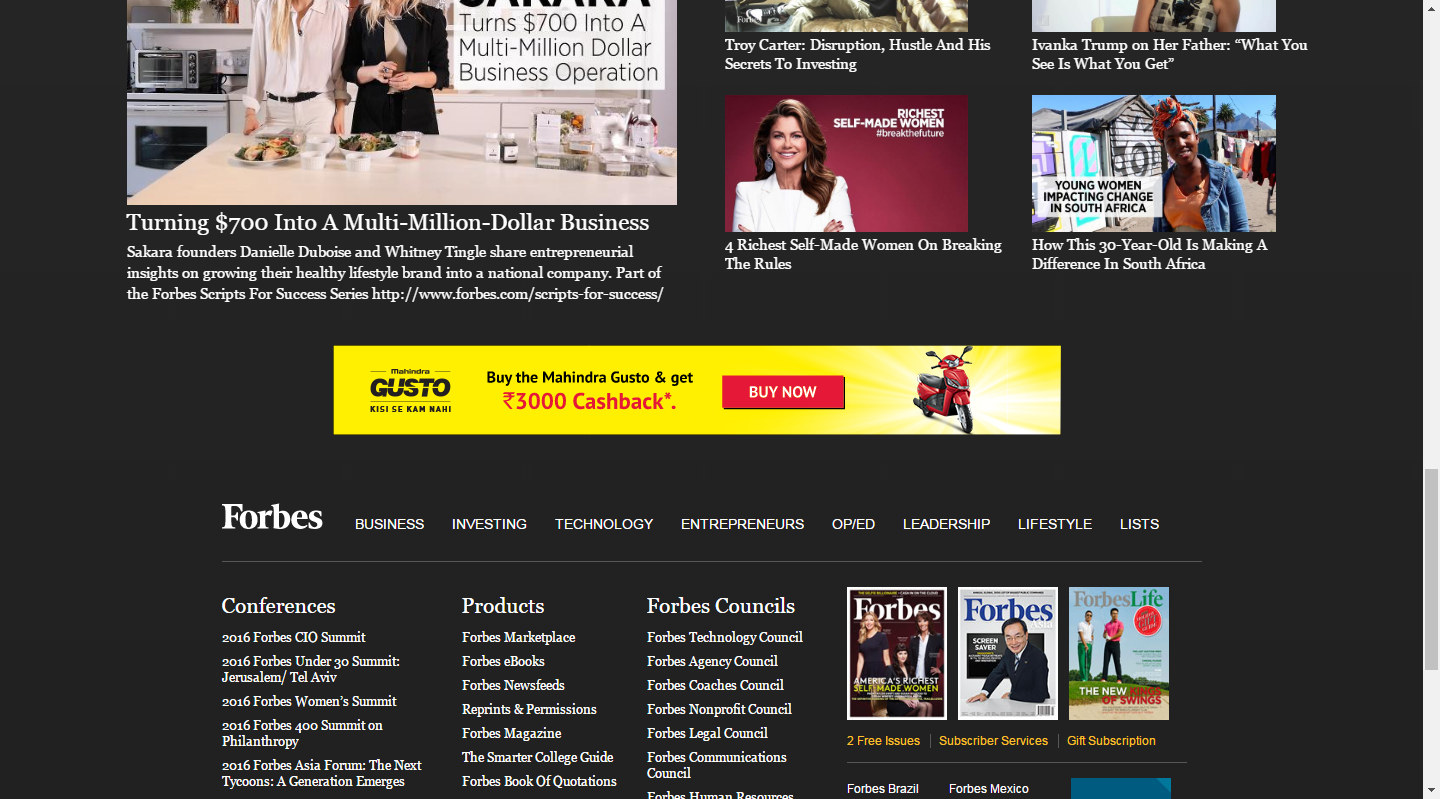 Turns $700 Into A
Multi-Million Dollar
Business Operation
Turning $700 Into A Multi-Million-Dollar Business
Sakara founders Danielle Duboise and Whitney Tingle share entrepreneurial
insights on growing their healthy lifestyle brand into a national company. Part of
the Forbes Scripts For Success Series http://www.forbes.com/scripts-for-success/
Forbes
Troy Carter: Disruption, Hustle And His
Secrets To Investing
Ivanka Trump on Her Father: “What You
See Is What You Get”
RICHEST
SELF-MADE WOMEN
#breakthefuture
4 Richest Self-Made Women On Breaking
The Rules
YOUNG WOMEN
IMPACTING CHANGE
IN SOUTH AFRICA
How This 30-Year-Old Is Making A
Difference In South Africa
Mahindra
GUSTO
KISI SE KAM NAHI
Buy the Mahindra Gusto & get
₹3000 Cashback*.
BUY NOW
Forbes
BUSINESS INVESTING TECHNOLOGY ENTREPRENEURS OP/ED LEADERSHIP LIFESTYLE LISTS
Conferences
2016 Forbes CIO Summit
2016 Forbes Under 30 Summit:
Jerusalem/ Tel Aviv
2016 Forbes Women’s Summit
2016 Forbes 400 Summit on
Philanthropy
2016 Forbes Asia Forum: The Next
Tycoons: A Generation Emerges
Products
Forbes Marketplace
Forbes eBooks
Forbes Newsfeeds
Reprints & Permissions
Forbes Magazine
The Smarter College Guide
Forbes Book Of Quotations
Forbes Councils
Forbes Technology Council
Forbes Agency Council
Forbes Coaches Council
Forbes Nonprofit Council
Forbes Legal Council
Forbes Communications
Council
Forbes Human Resources
Forbes
AMERICA'S RICHEST
SELF-MADE WOMEN
Forbes
Asia
SCREEN
SAVER
ForbesLife
THE NEW KINGS
OF SWINGS
2 Free Issues Subscriber Services Gift Subscription
Forbes Brazil Forbes Mexico